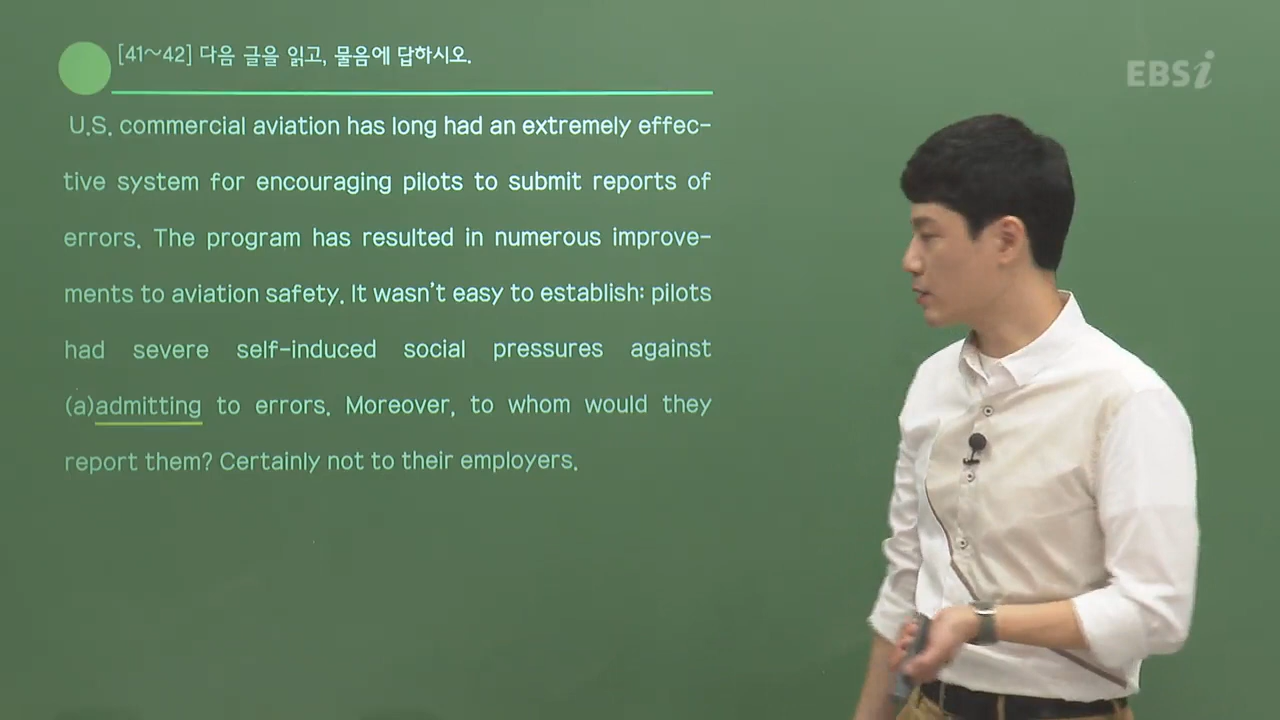 [41~42] 다음 글을 읽고, 물음에 답하시오.
EBSi
U.S. commercial aviation has long had an extremely effec-
tive system for encouraging pilots to submit reports of
errors. The program has resulted in numerous improve-
ments to aviation safety. It wasn't easy to establish: pilots
had severe self-induced social pressures against
(a)admitting to errors. Moreover, to whom would they
report them? Certainly not to their employers.